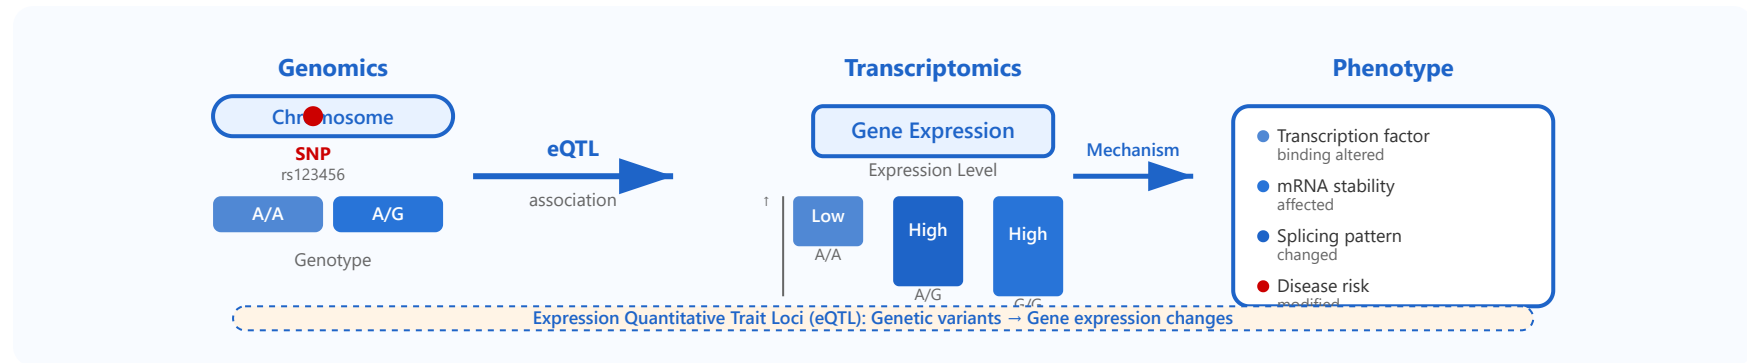 Genomics
Chromosome
SNP
rs123456
A/A
A/G
Genotype
eQTL
association
Transcriptomics
Gene Expression
Expression Level
↑
Low
A/A
High
A/G
High
G/G
Mechanism
Phenotype
Transcription factor
binding altered
mRNA stability
affected
Splicing pattern
changed
Disease risk
modified
Expression Quantitative Trait Loci (eQTL): Genetic variants → Gene expression changes